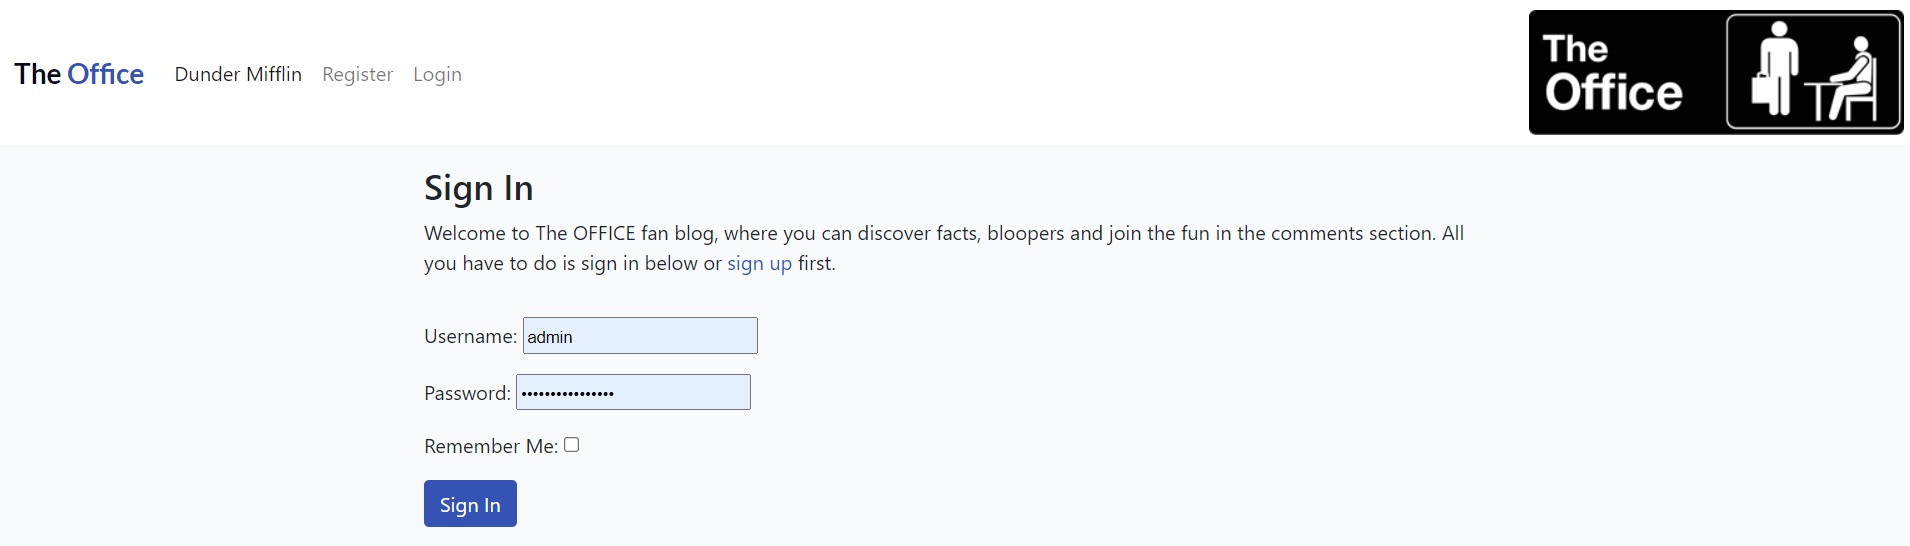 The Office Dunder Mifflin Register Login
The
Office
Sign In
Welcome to The OFFICE fan blog, where you can discover facts, bloopers and join the fun in the comments section. All
you have to do is sign in below or sign up first.
Username: admin
Password: ••••••••••••••••
Remember Me:
Sign In